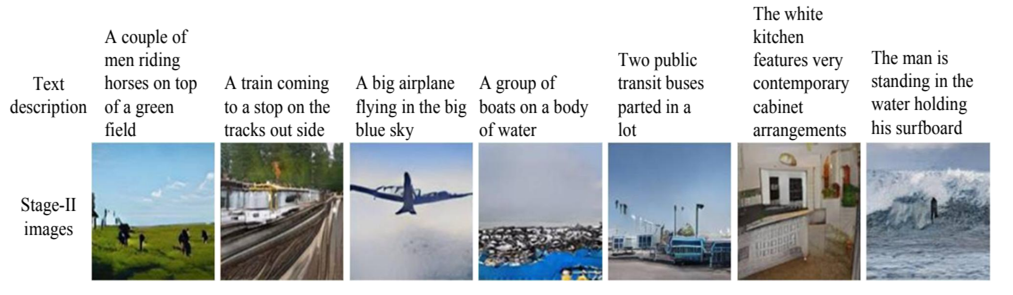 Text
description
A couple of
men riding
horses on top
of a green
field
A train coming
to a stop on the
tracks out side
A big airplane
flying in the big
blue sky
A group of
boats on a body
of water
Two public
transit buses
parted in a
lot
The white
kitchen
features very
contemporary
cabinet
arrangements
The man is
standing in the
water holding
his surfboard
Stage-II
images